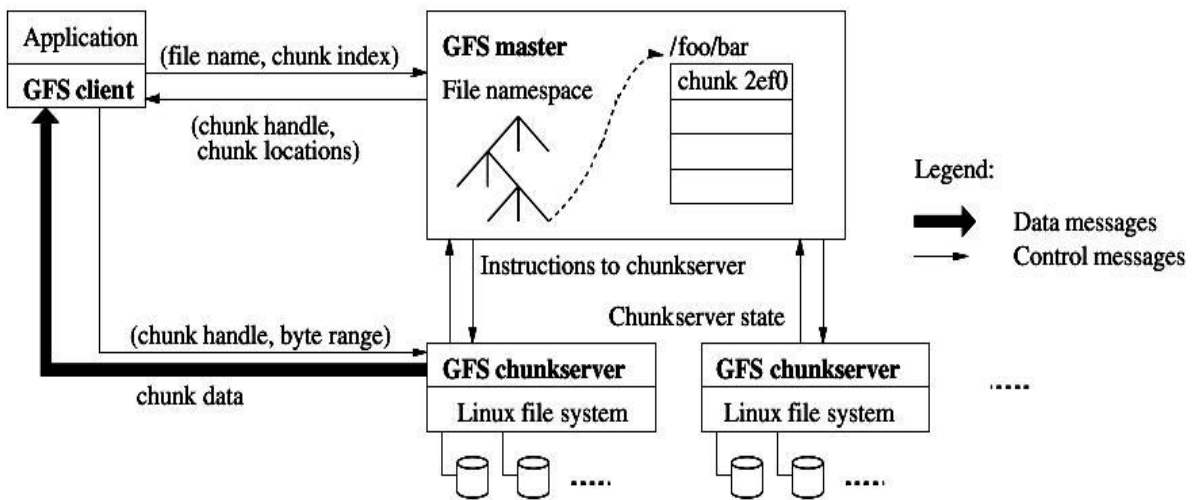 Application
GFS client
(file name, chunk index)
(chunk handle,
chunk locations)
GFS master
File namespace
/foo/bar
chunk 2ef0
Legend:
Data messages
Control messages
Instructions to chunkserver
Chunkserver state
(chunk handle, byte range)
chunk data
GFS chunkserver
Linux file system
GFS chunkserver
Linux file system